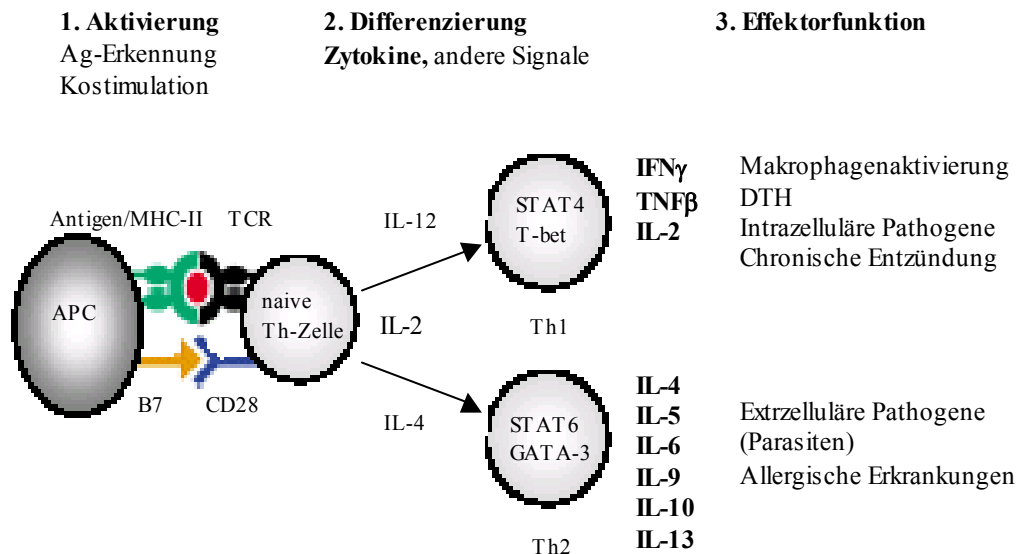 1. Aktivierung
Ag-Erkennung
Kostimulation
2. Differenzierung
Zytokine, andere Signale
3. Effektorfunktion
Antigen/MHC-II TCR
APC
naive
Th-Zelle
B7 CD28
IL-12
IL-2
IL-4
STAT4
T-bet
Th1
IFNγ
TNFβ
IL-2
Makrophagenaktivierung
DTH
Intrazelluläre Pathogene
Chronische Entzündung
STAT6
GATA-3
Th2
IL-4
IL-5
IL-6
IL-9
IL-10
IL-13
Extrzelluläre Pathogene
(Parasiten)
Allergische Erkrankungen